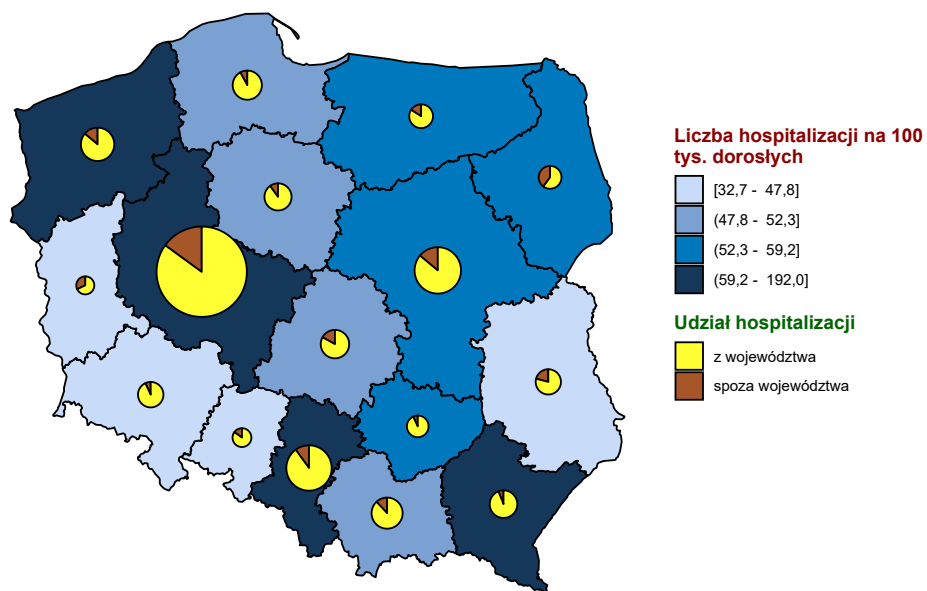 Liczba hospitalizacji na 100
tys. dorosłych
[32,7 - 47,8]
(47,8 - 52,3]
(52,3 - 59,2]
(59,2 - 192,0]
Udział hospitalizacji
z województwa
spoza województwa